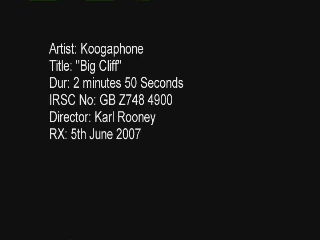 Artist: Koogaphone
Title: "Big Cliff"
Dur: 2 minutes 50 Seconds
IRSC No: GB Z748 4900
Director: Karl Rooney
RX: 5th June 2007